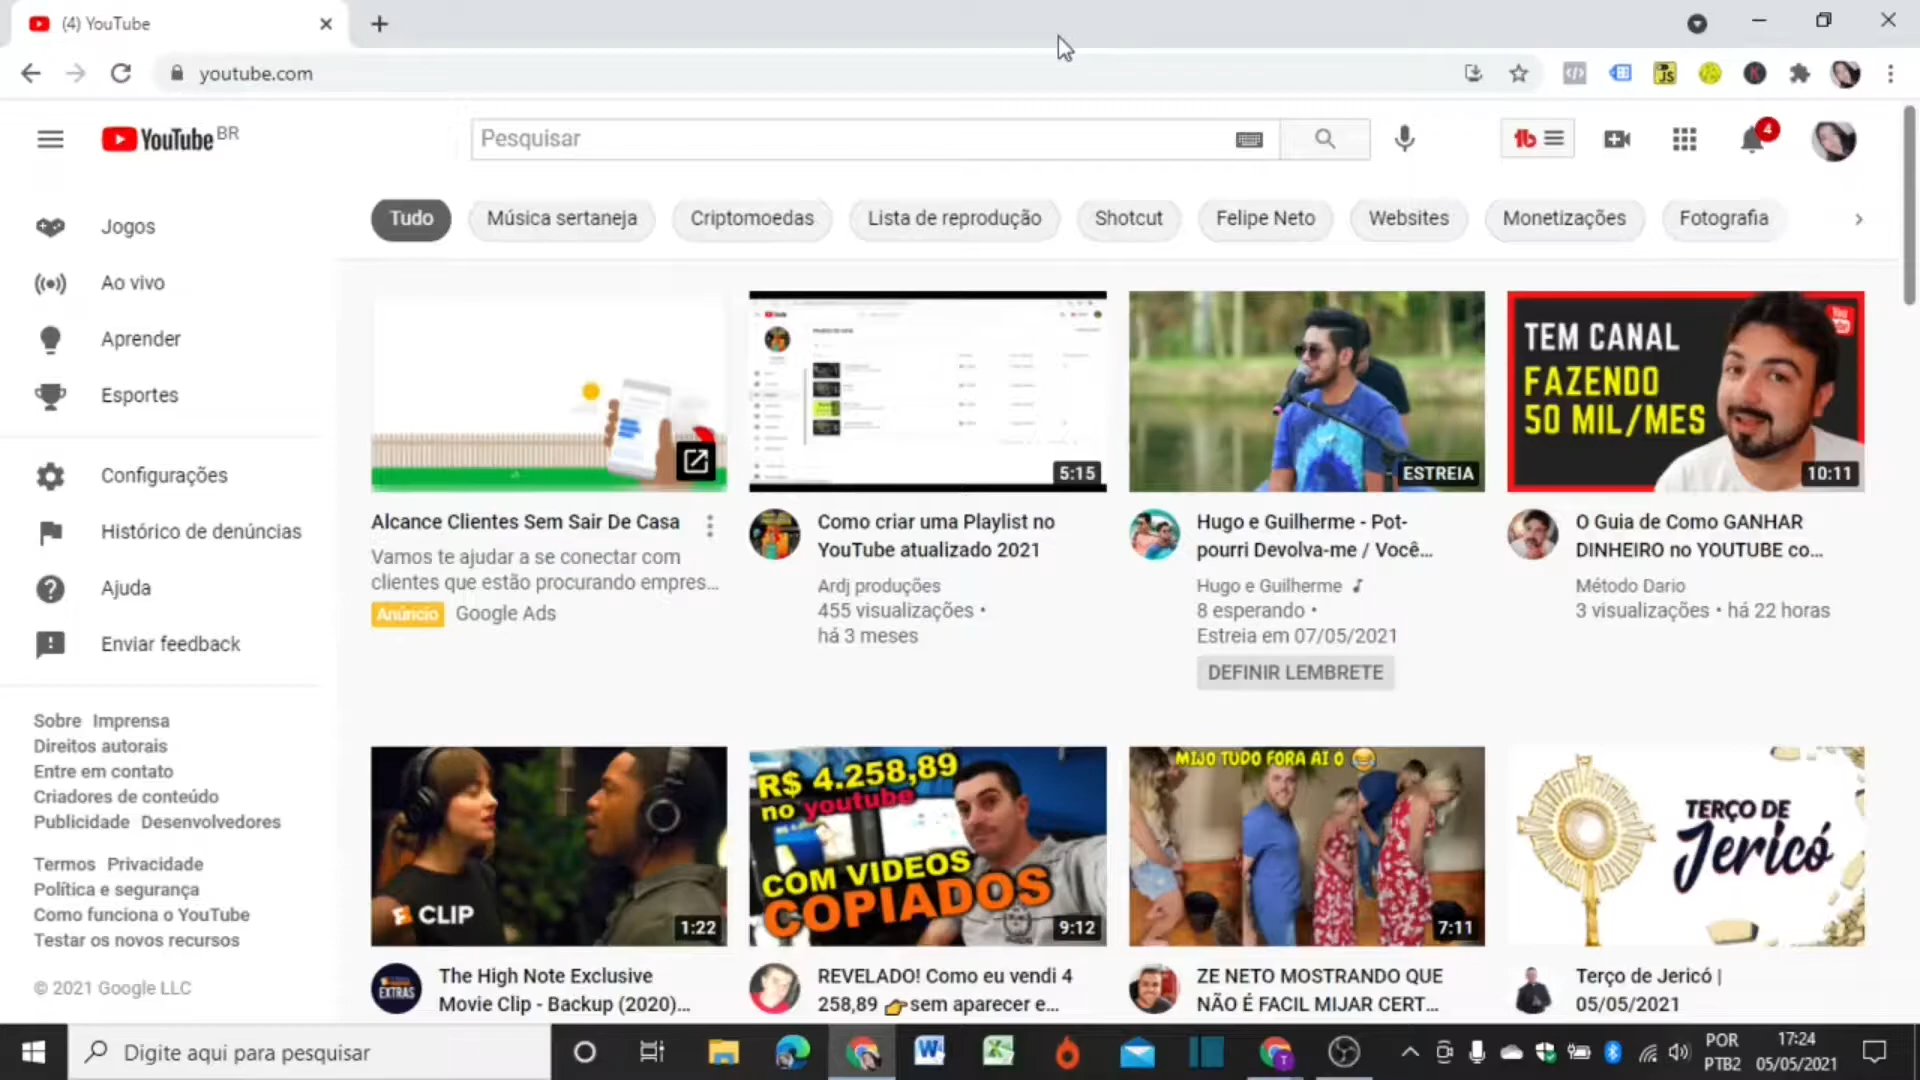 (4) YouTube
youtube.com
YouTube BR
Pesquisar
4
Tudo
Música sertaneja
Criptomoedas
Lista de reprodução
Shotcut
Felipe Neto
Websites
Monetizações
Fotografia
Jogos
Ao vivo
Aprender
Esportes
Configurações
Histórico de denúncias
Ajuda
Enviar feedback
Sobre Imprensa
Direitos autorais
Entre em contato
Criadores de conteúdo
Publicidade Desenvolvedores
Termos Privacidade
Política e segurança
Como funciona o YouTube
Testar os novos recursos
© 2021 Google LLC
Alcance Clientes Sem Sair De Casa
Vamos te ajudar a se conectar com
clientes que estão procurando empres...
Anúncio Google Ads
5:15
Como criar uma Playlist no
YouTube atualizado 2021
Ardj produções
455 visualizações •
há 3 meses
ESTREIA
Hugo e Guilherme - Pot-
pourri Devolva-me / Você...
Hugo e Guilherme
8 esperando •
Estreia em 07/05/2021
DEFINIR LEMBRETE
TEM CANAL
FAZENDO
50 MIL/MES
You
10:11
O Guia de Como GANHAR
DINHEIRO no YOUTUBE co...
Método Dario
3 visualizações • há 22 horas
CLIP
1:22
EXTRAS
The High Note Exclusive
Movie Clip - Backup (2020)...
R$ 4.258,89
no youtube
COM VIDEOS
COPIADOS
9:12
REVELADO! Como eu vendi 4
258,89 👉sem aparecer e...
MIJO TUDO FORA AI Ó 😂
7:11
ZE NETO MOSTRANDO QUE
NÃO É FACIL MIJAR CERT...
TERÇO DE
Jericó
Terço de Jericó |
05/05/2021
Digite aqui para pesquisar
POR
PTB2
17:24
05/05/2021